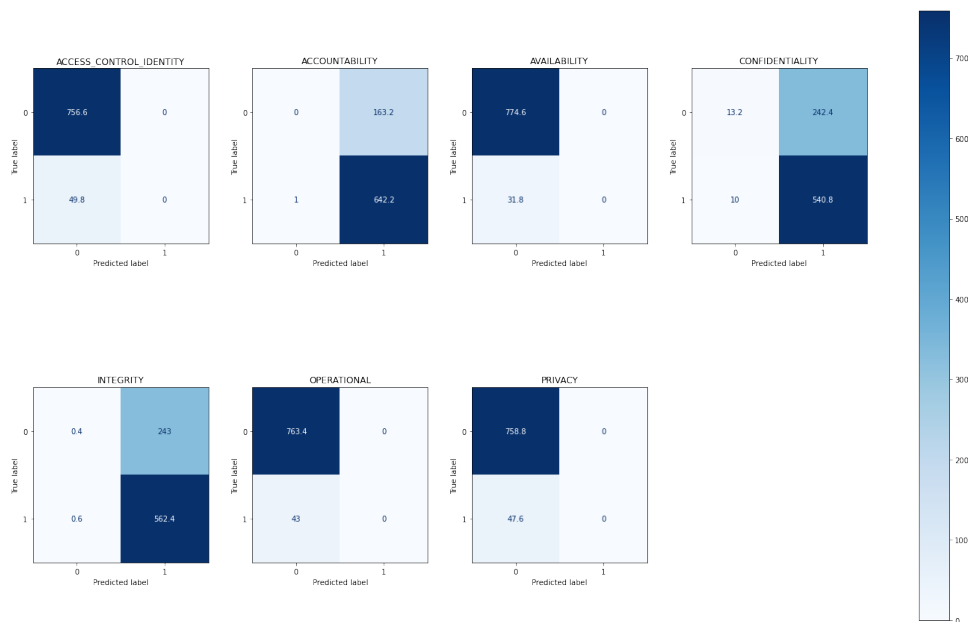 ACCESS_CONTROL_IDENTITY
True label
0
756.6 0
1
49.8 0
0 1
Predicted label
ACCOUNTABILITY
True label
0
0 163.2
1
1 642.2
0 1
Predicted label
AVAILABILITY
True label
0
774.6 0
1
31.8 0
0 1
Predicted label
CONFIDENTIALITY
True label
0
13.2 242.4
1
10 540.8
0 1
Predicted label
INTEGRITY
True label
0
0.4 243
1
0.6 562.4
0 1
Predicted label
OPERATIONAL
True label
0
763.4 0
1
43 0
0 1
Predicted label
PRIVACY
True label
0
758.8 0
1
47.6 0
0 1
Predicted label
700
600
500
400
300
200
100
0